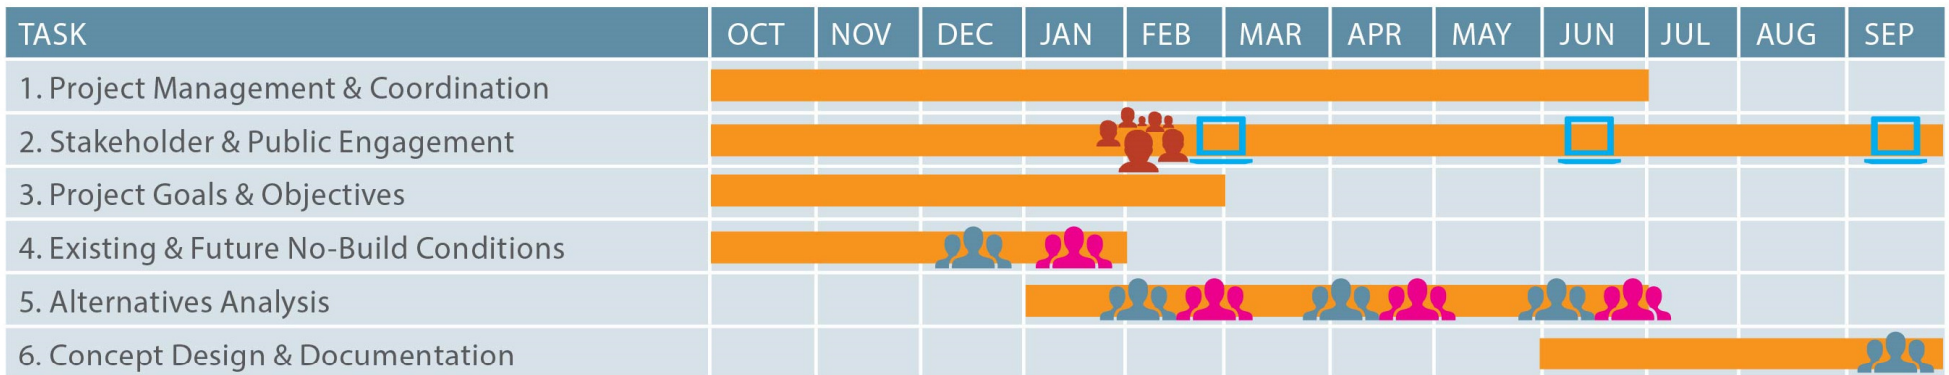 TASK OCT NOV DEC JAN FEB MAR APR MAY JUN JUL AUG SEP
1. Project Management & Coordination
2. Stakeholder & Public Engagement
3. Project Goals & Objectives
4. Existing & Future No-Build Conditions
5. Alternatives Analysis
6. Concept Design & Documentation